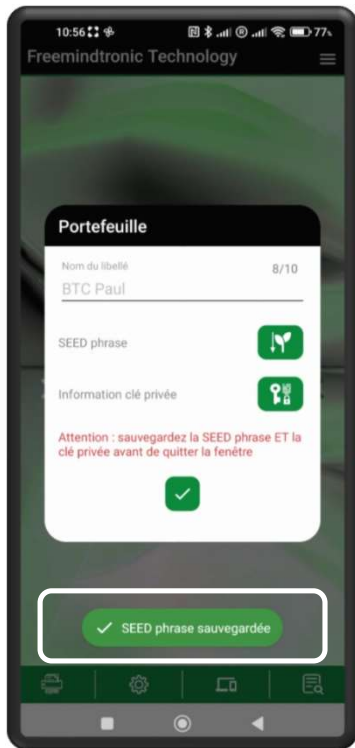 10:56 77%
Freemindtronic Technology
Portefeuille
Nom du libellé 8/10
BTC Paul
SEED phrase
Information clé privée
Attention : sauvegardez la SEED phrase ET la
clé privée avant de quitter la fenêtre
SEED phrase sauvegardée